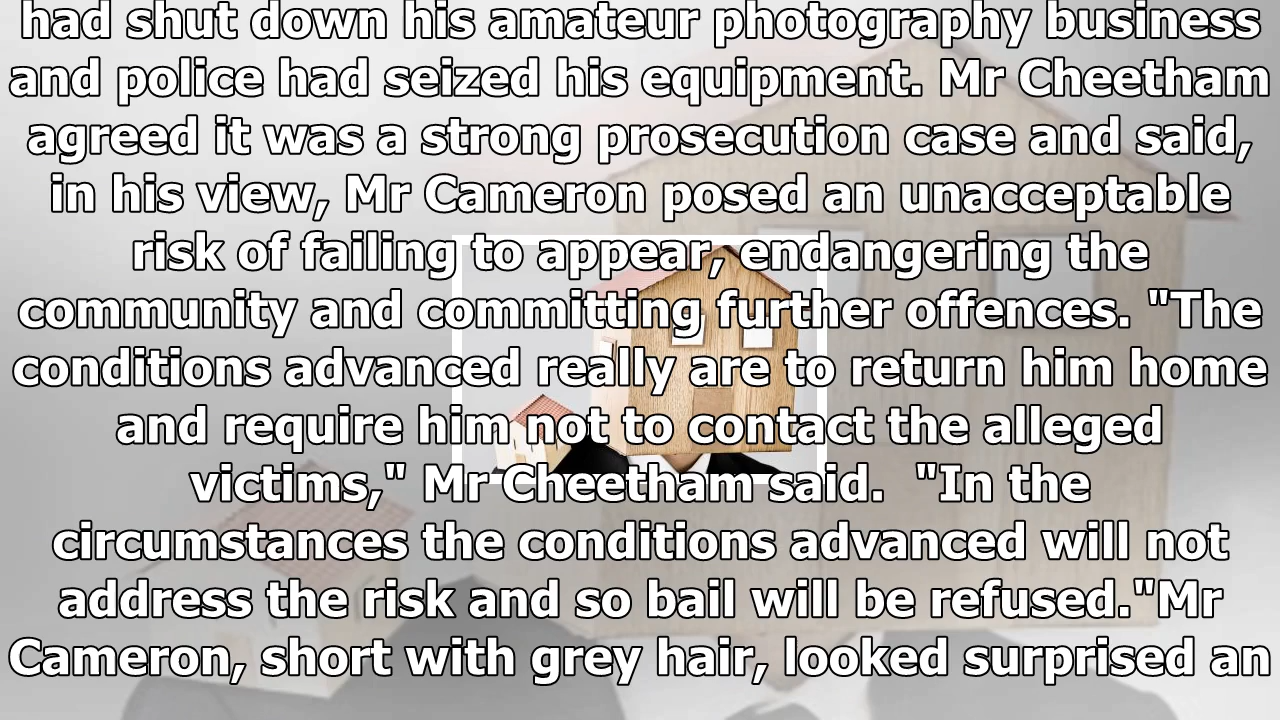 had shut down his amateur photography business
and police had seized his equipment. Mr Cheetham
agreed it was a strong prosecution case and said,
in his view, Mr Cameron posed an unacceptable
risk of failing to appear, endangering the
community and committing further offences. "The
conditions advanced really are to return him home
and require him not to contact the alleged
victims," Mr Cheetham said.  "In the
circumstances the conditions advanced will not
address the risk and so bail will be refused."Mr
Cameron, short with grey hair, looked surprised an